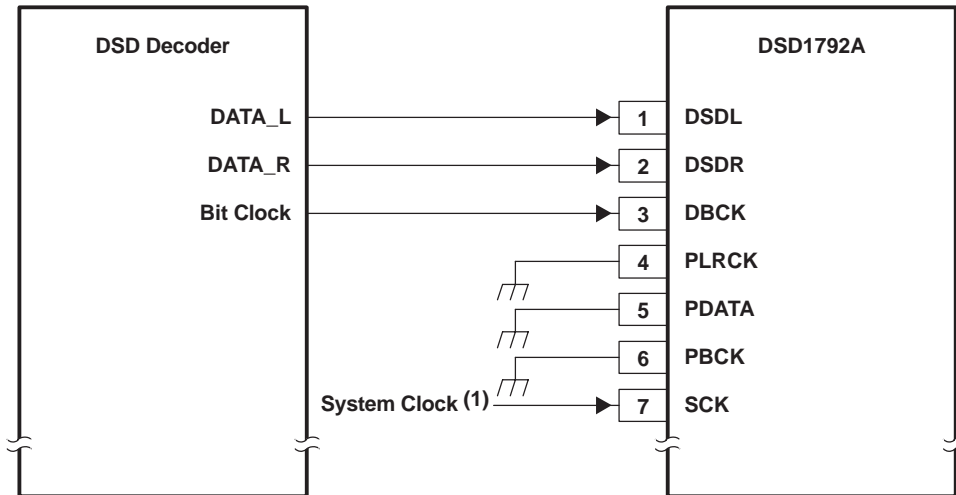 DSD Decoder
DSD1792A
DATA_L
1
DSDL
DATA_R
2
DSDR
Bit Clock
3
DBCK
4
PLRCK
5
PDATA
6
PBCK
System Clock (1)
7
SCK